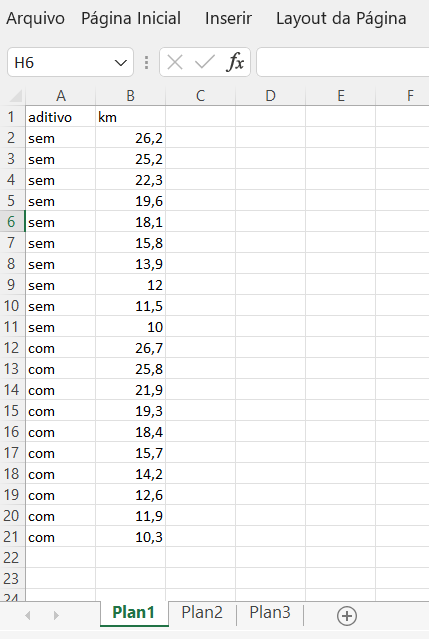 Arquivo Página Inicial Inserir Layout da Página
H6 fx
A B C D E F
1 aditivo km
2 sem 26,2
3 sem 25,2
4 sem 22,3
5 sem 19,6
6 sem 18,1
7 sem 15,8
8 sem 13,9
9 sem 12
10 sem 11,5
11 sem 10
12 com 26,7
13 com 25,8
14 com 21,9
15 com 19,3
16 com 18,4
17 com 15,7
18 com 14,2
19 com 12,6
20 com 11,9
21 com 10,3
22
23
24
Plan1 Plan2 Plan3